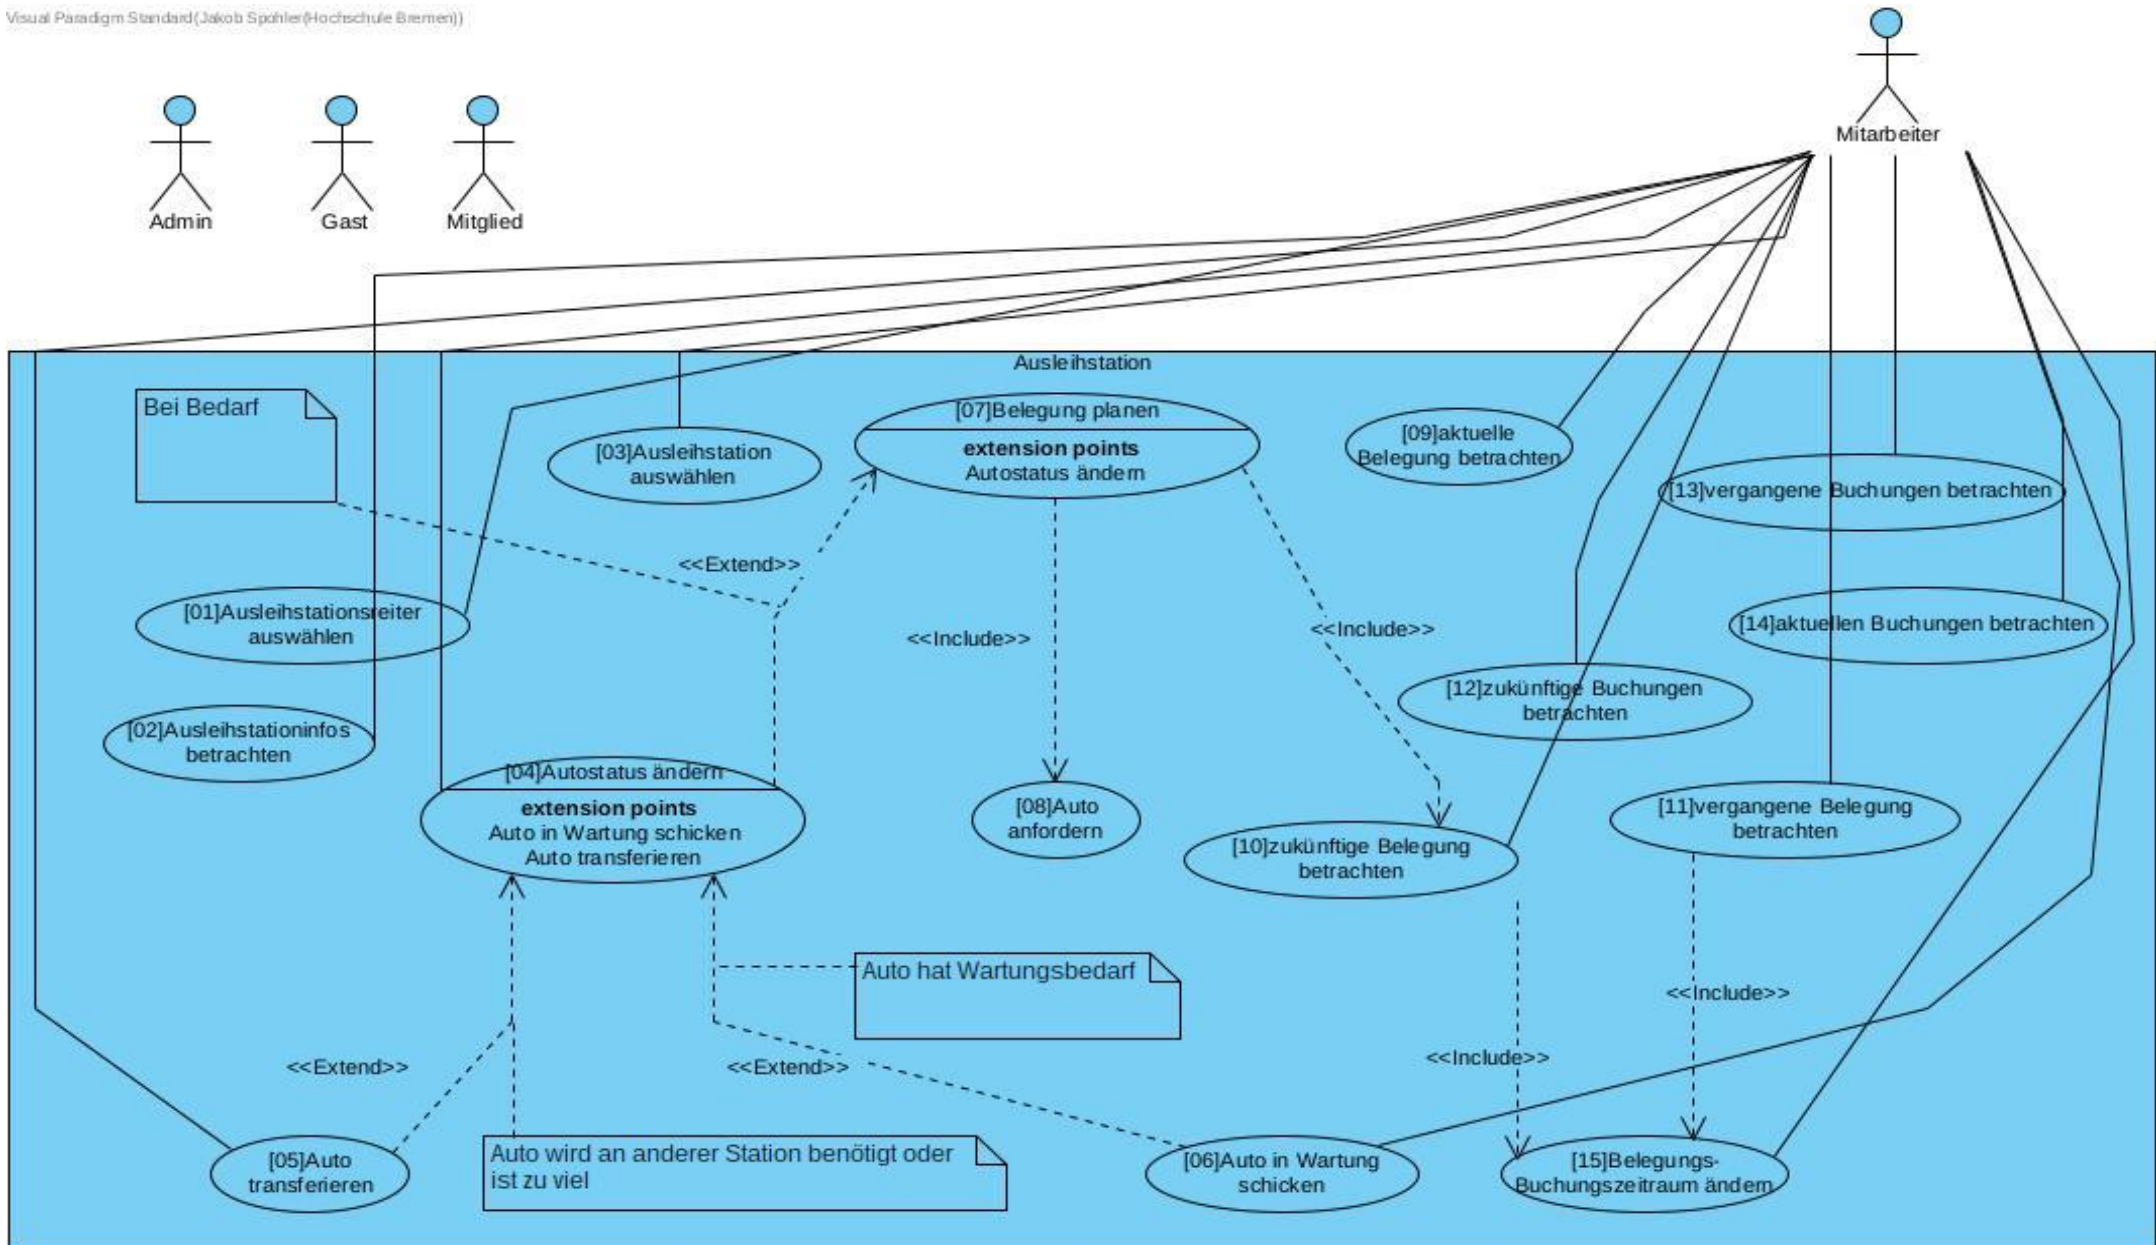 Visual Paradigm Standard(Jakob Spöhler(Hochschule Bremen))
Mitarbeiter
Admin
Gast
Mitglied
Ausleihstation
Bei Bedarf
[07]Belegung planen
extension points
Autostatus ändern
[03]Ausleihstation
auswählen
[09]aktuelle
Belegung betrachten
[13]vergangene Buchungen betrachten
<<Extend>>
[01]Ausleihstationsreiter
auswählen
<<Include>>
<<Include>>
[14]aktuellen Buchungen betrachten
[02]Ausleihstationinfos
betrachten
[12]zukünftige Buchungen
betrachten
[04]Autostatus ändern
extension points
Auto in Wartung schicken
Auto transferieren
[08]Auto
anfordern
[10]zukünftige Belegung
betrachten
[11]vergangene Belegung
betrachten
Auto hat Wartungsbedarf
<<Include>>
<<Extend>>
<<Extend>>
<<Include>>
[05]Auto
transferieren
Auto wird an anderer Station benötigt oder
ist zu viel
[06]Auto in Wartung
schicken
[15]Belegungs-
Buchungszeitraum ändern